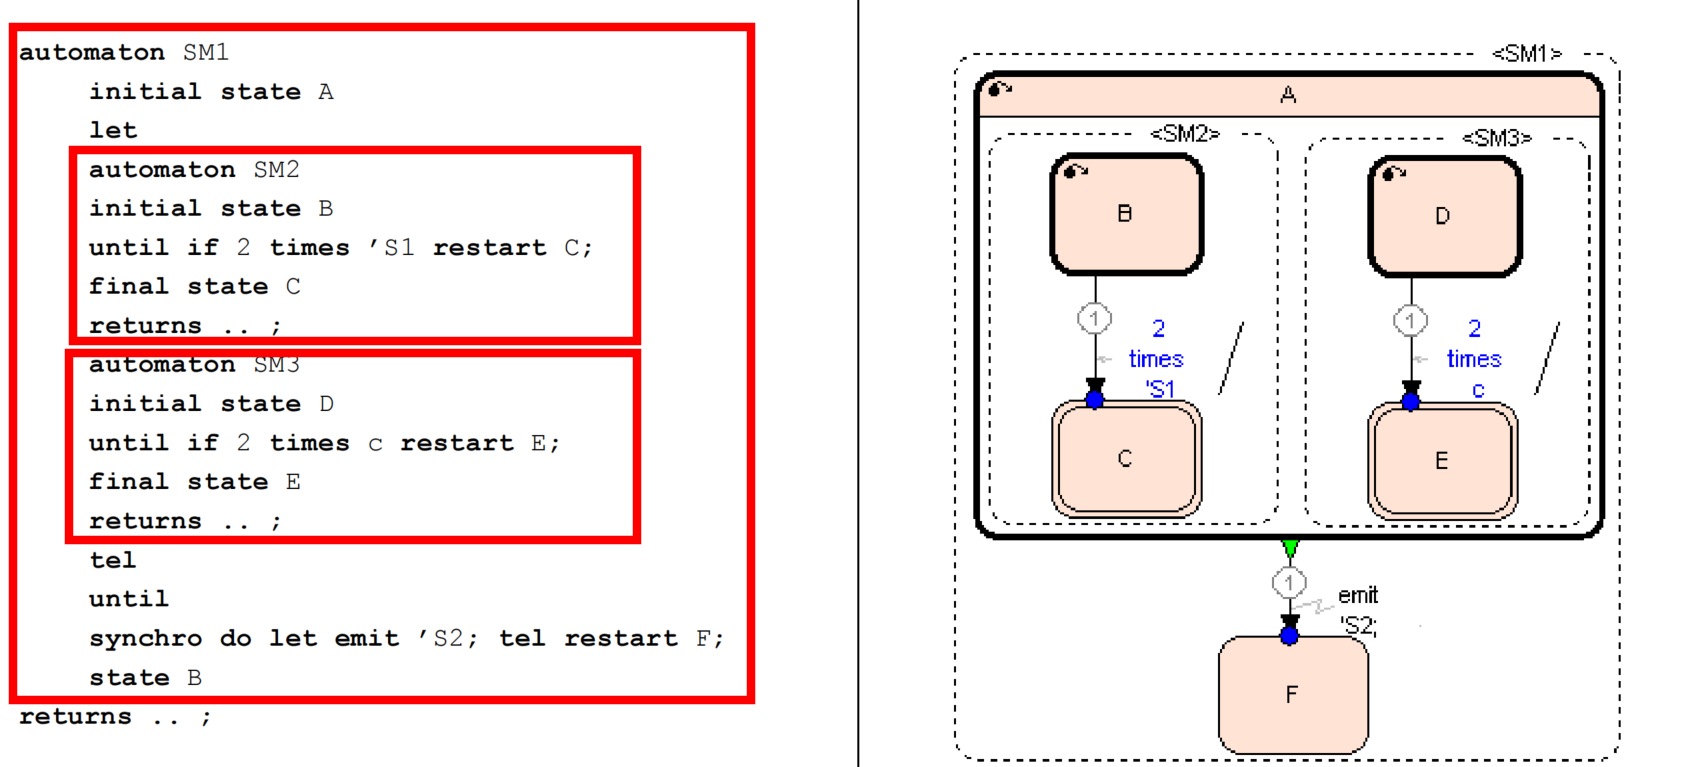 automaton SM1
initial state A
let
automaton SM2
initial state B
until if 2 times ’S1 restart C;
final state C
returns .. ;
automaton SM3
initial state D
until if 2 times c restart E;
final state E
returns .. ;
tel
until
synchro do let emit ’S2; tel restart F;
state B
returns .. ;
<SM1>
A
<SM2>
<SM3>
B
D
1
2
times
'S1
1
2
times
c
C
E
1
emit
'S2;
F